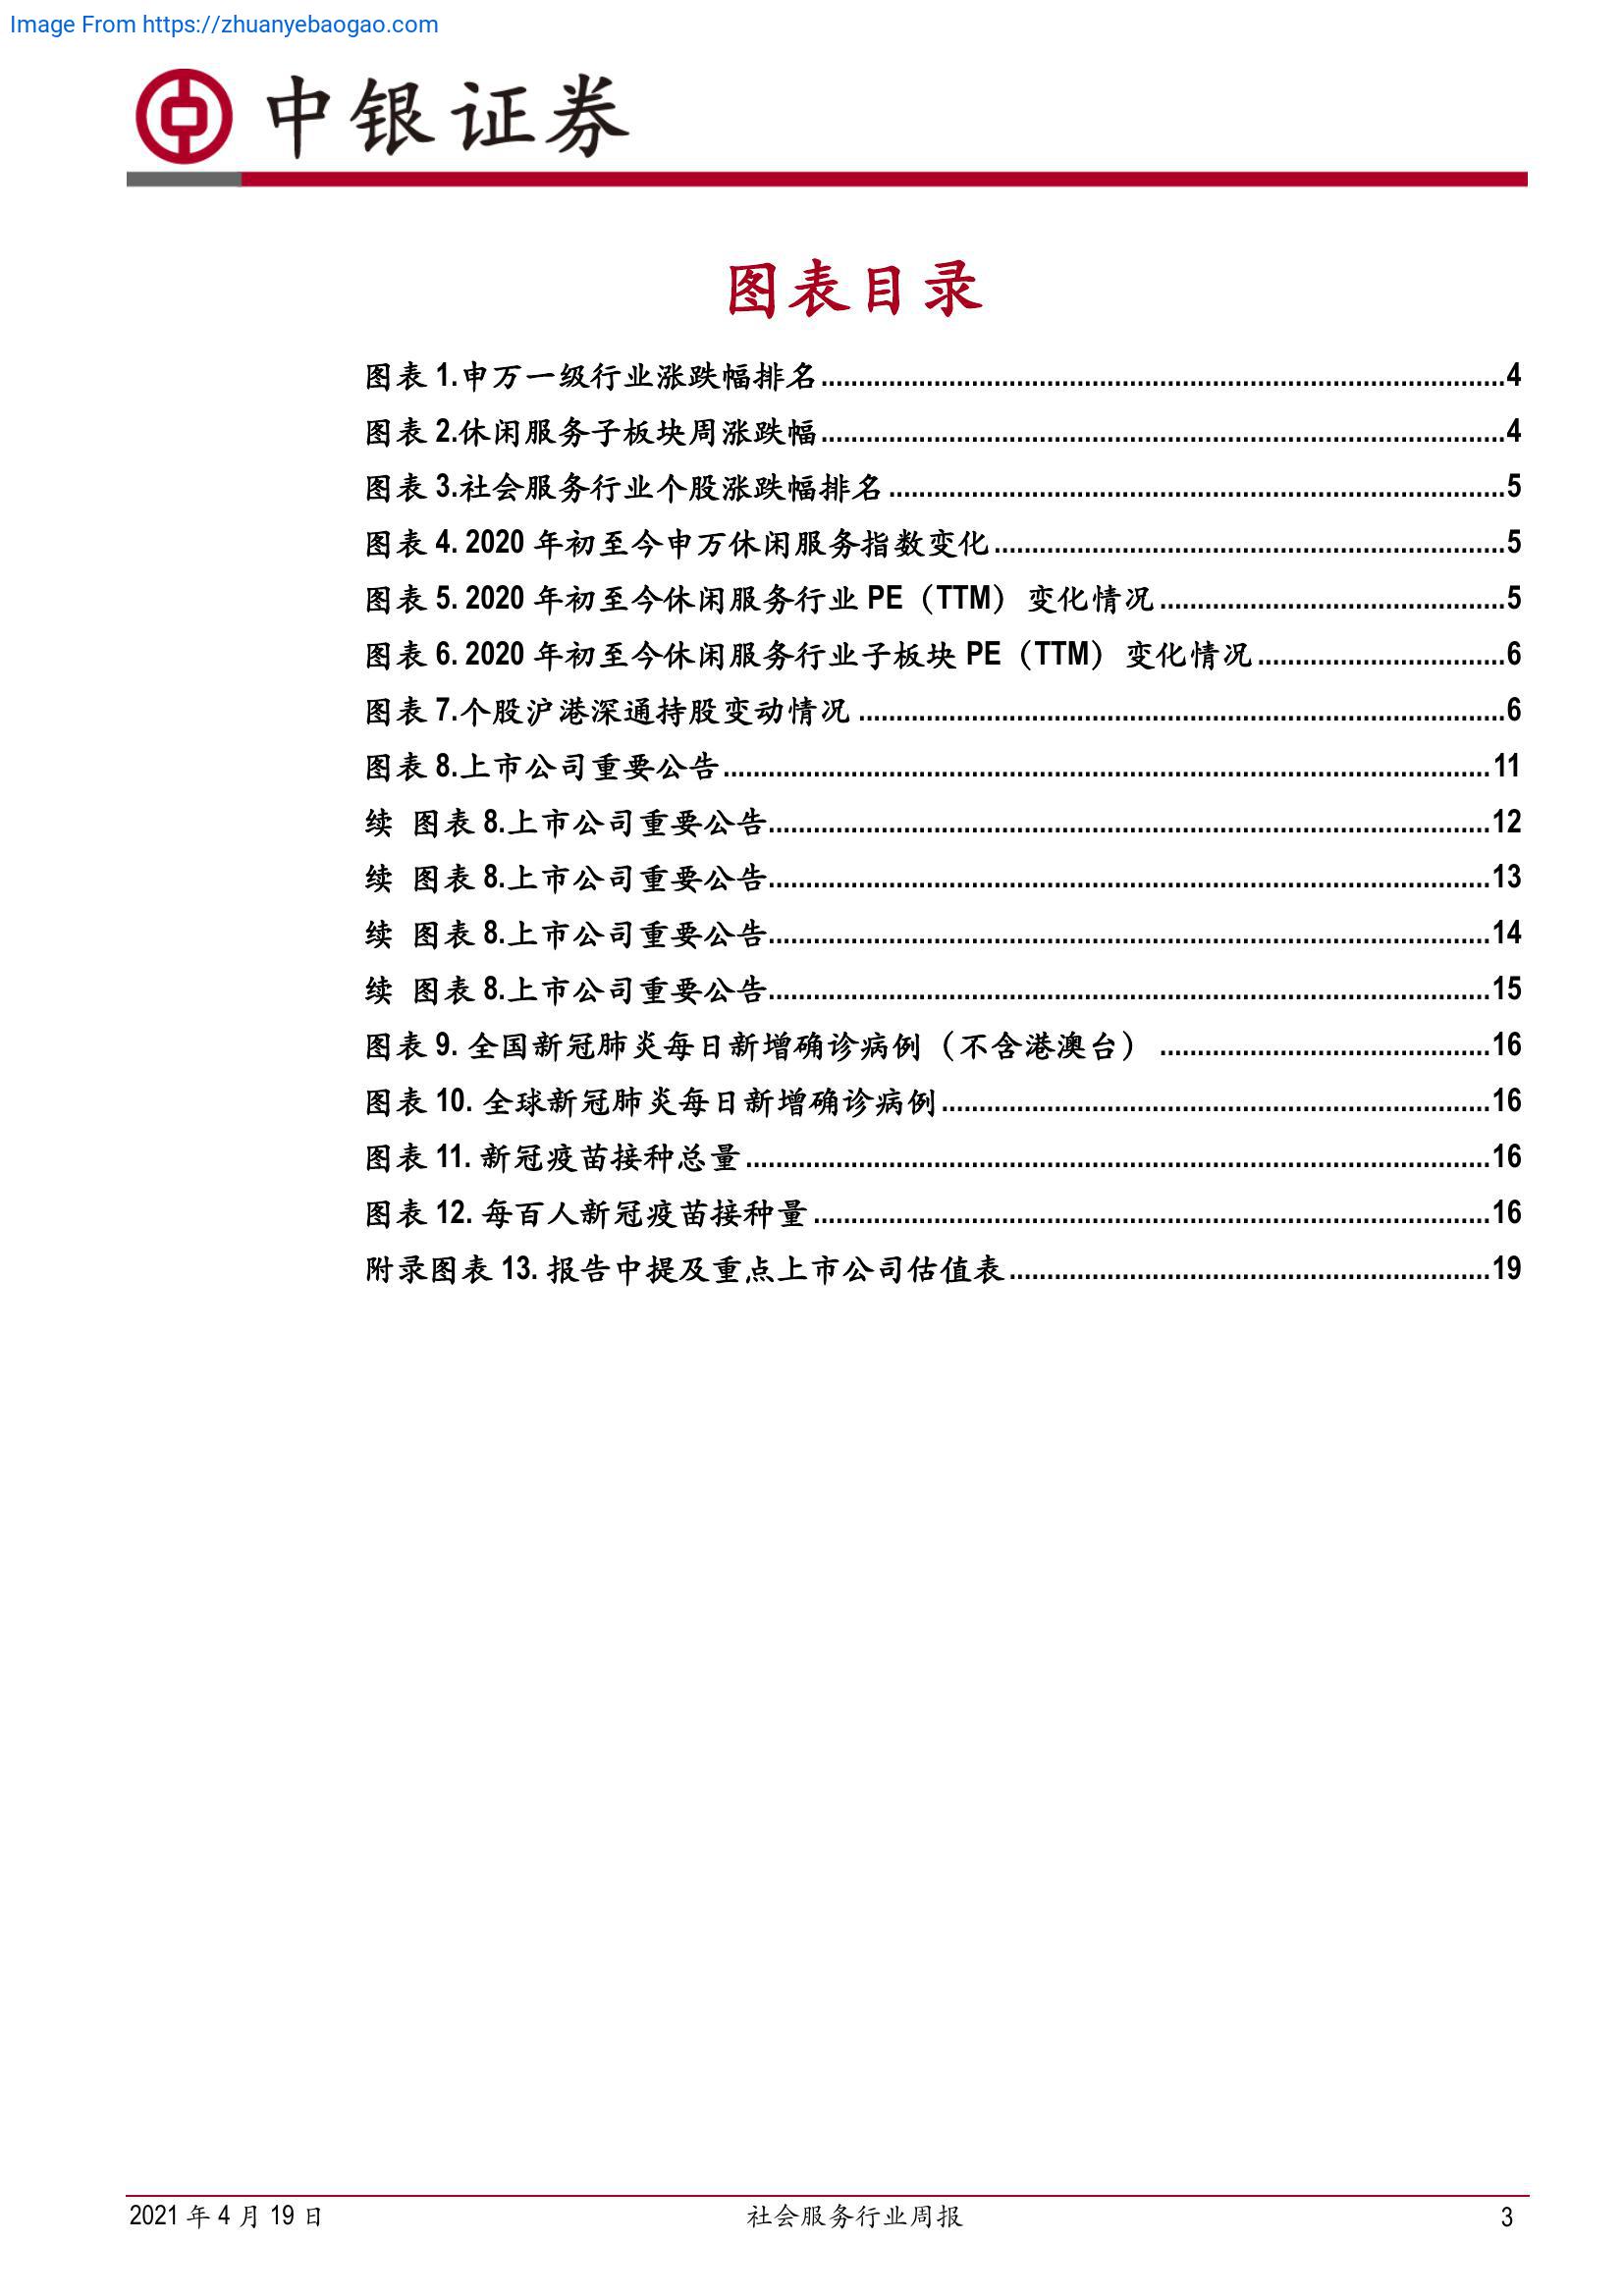 Image From https://zhuanyebaogao.com
中银证券
图表目录
图表 1.申万一级行业涨跌幅排名........4
图表 2.休闲服务子板块周涨跌幅........4
图表 3.社会服务行业个股涨跌幅排名........5
图表 4. 2020 年初至今申万休闲服务指数变化........5
图表 5. 2020 年初至今休闲服务行业 PE（TTM）变化情况........5
图表 6. 2020 年初至今休闲服务行业子板块 PE（TTM）变化情况........6
图表 7.个股沪港深通持股变动情况........6
图表 8.上市公司重要公告........11
续 图表 8.上市公司重要公告........12
续 图表 8.上市公司重要公告........13
续 图表 8.上市公司重要公告........14
续 图表 8.上市公司重要公告........15
图表 9. 全国新冠肺炎每日新增确诊病例（不含港澳台）........16
图表 10. 全球新冠肺炎每日新增确诊病例........16
图表 11. 新冠疫苗接种总量........16
图表 12. 每百人新冠疫苗接种量........16
附录图表 13. 报告中提及重点上市公司估值表........19
2021 年 4 月 19 日 社会服务行业周报 3